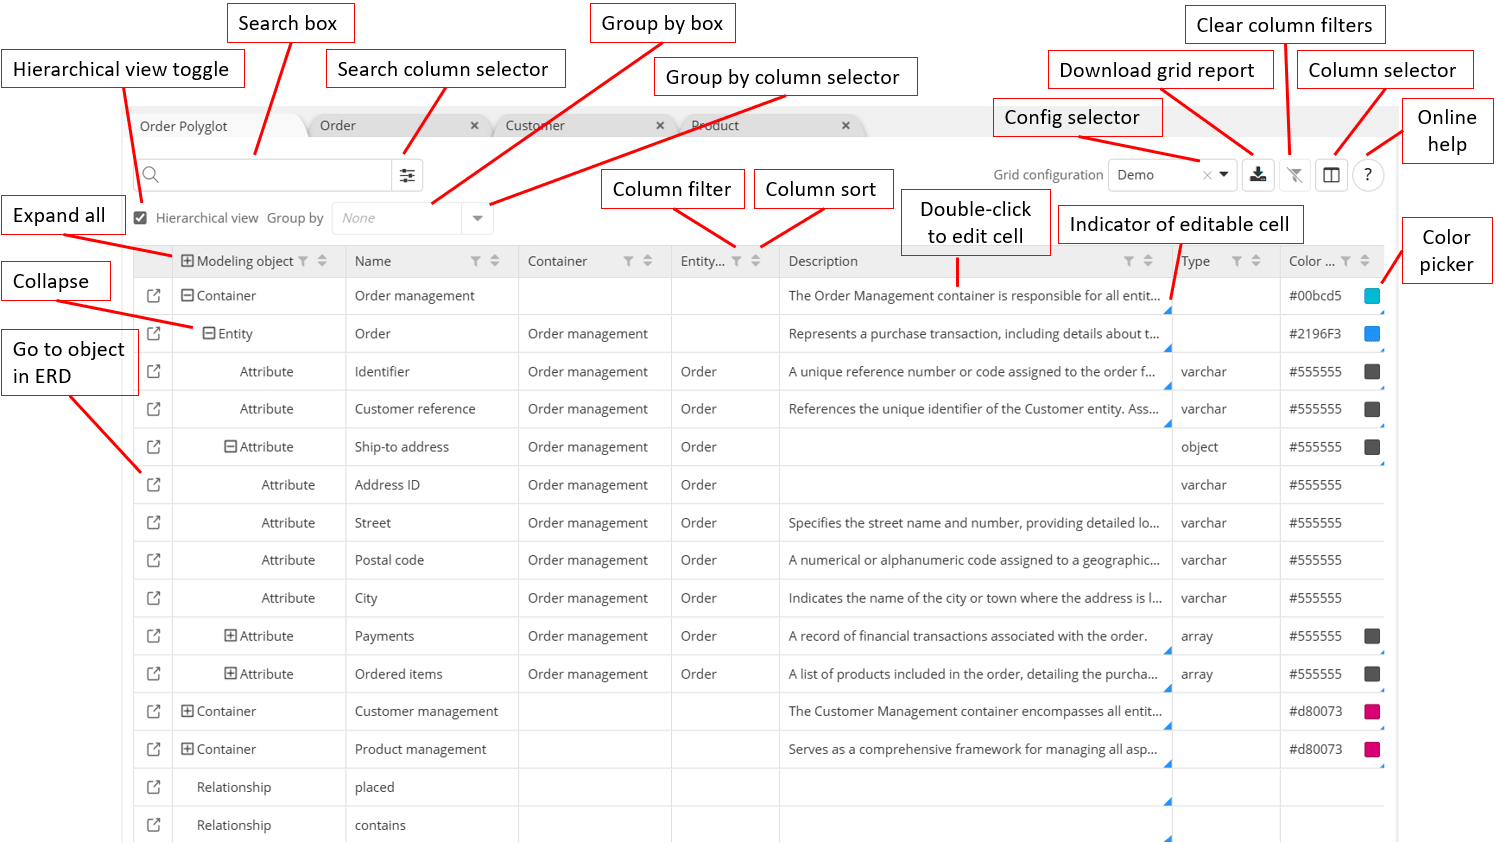 Search box
Group by box
Clear column filters
Hierarchical view toggle
Search column selector
Group by column selector
Download grid report
Column selector
Config selector
Online
help
Order Polyglot
Order
Customer
Product
Grid configuration
Demo
?
Column filter
Column sort
Double-click
to edit cell
Indicator of editable cell
Color
picker
Expand all
Hierarchical view Group by None
Collapse
Go to object
in ERD
Modeling object Name Container Entity... Description Type Color ...
Container Order management The Order Management container is responsible for all entit... #00bcd5
Entity Order Order management Represents a purchase transaction, including details about t... #2196F3
Attribute Identifier Order management Order A unique reference number or code assigned to the order f... varchar #555555
Attribute Customer reference Order management Order References the unique identifier of the Customer entity. Ass... varchar #555555
Attribute Ship-to address Order management Order object #555555
Attribute Address ID Order management Order varchar #555555
Attribute Street Order management Order Specifies the street name and number, providing detailed lo... varchar #555555
Attribute Postal code Order management Order A numerical or alphanumeric code assigned to a geographic... varchar #555555
Attribute City Order management Order Indicates the name of the city or town where the address is l... varchar #555555
Attribute Payments Order management Order A record of financial transactions associated with the order. array #555555
Attribute Ordered items Order management Order A list of products included in the order, detailing the purcha... array #555555
Container Customer management The Customer Management container encompasses all entit... #d80073
Container Product management Serves as a comprehensive framework for managing all asp... #d80073
Relationship placed
Relationship contains